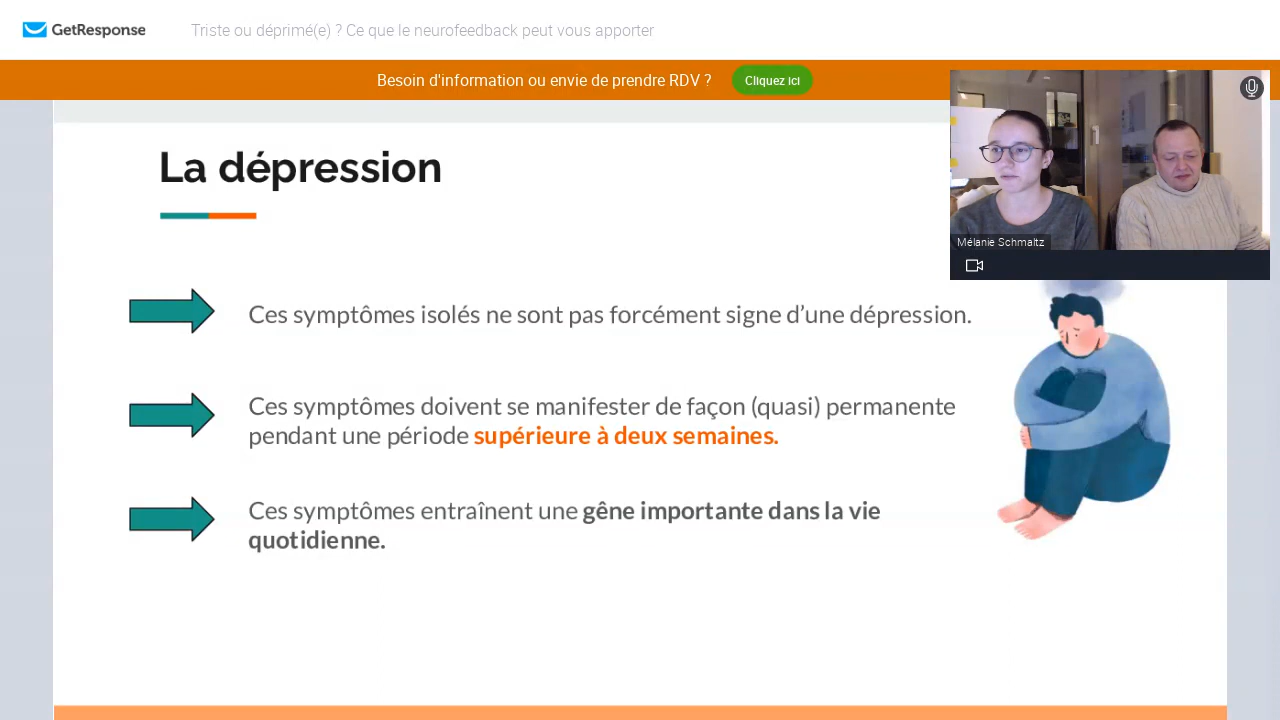 GetResponse
Triste ou déprimé(e) ? Ce que le neurofeedback peut vous apporter
Besoin d'information ou envie de prendre RDV ?
Cliquez ici
Mélanie Schmaltz
La dépression
Ces symptômes isolés ne sont pas forcément signe d’une dépression.
Ces symptômes doivent se manifester de façon (quasi) permanente
pendant une période supérieure à deux semaines.
Ces symptômes entraînent une gêne importante dans la vie
quotidienne.